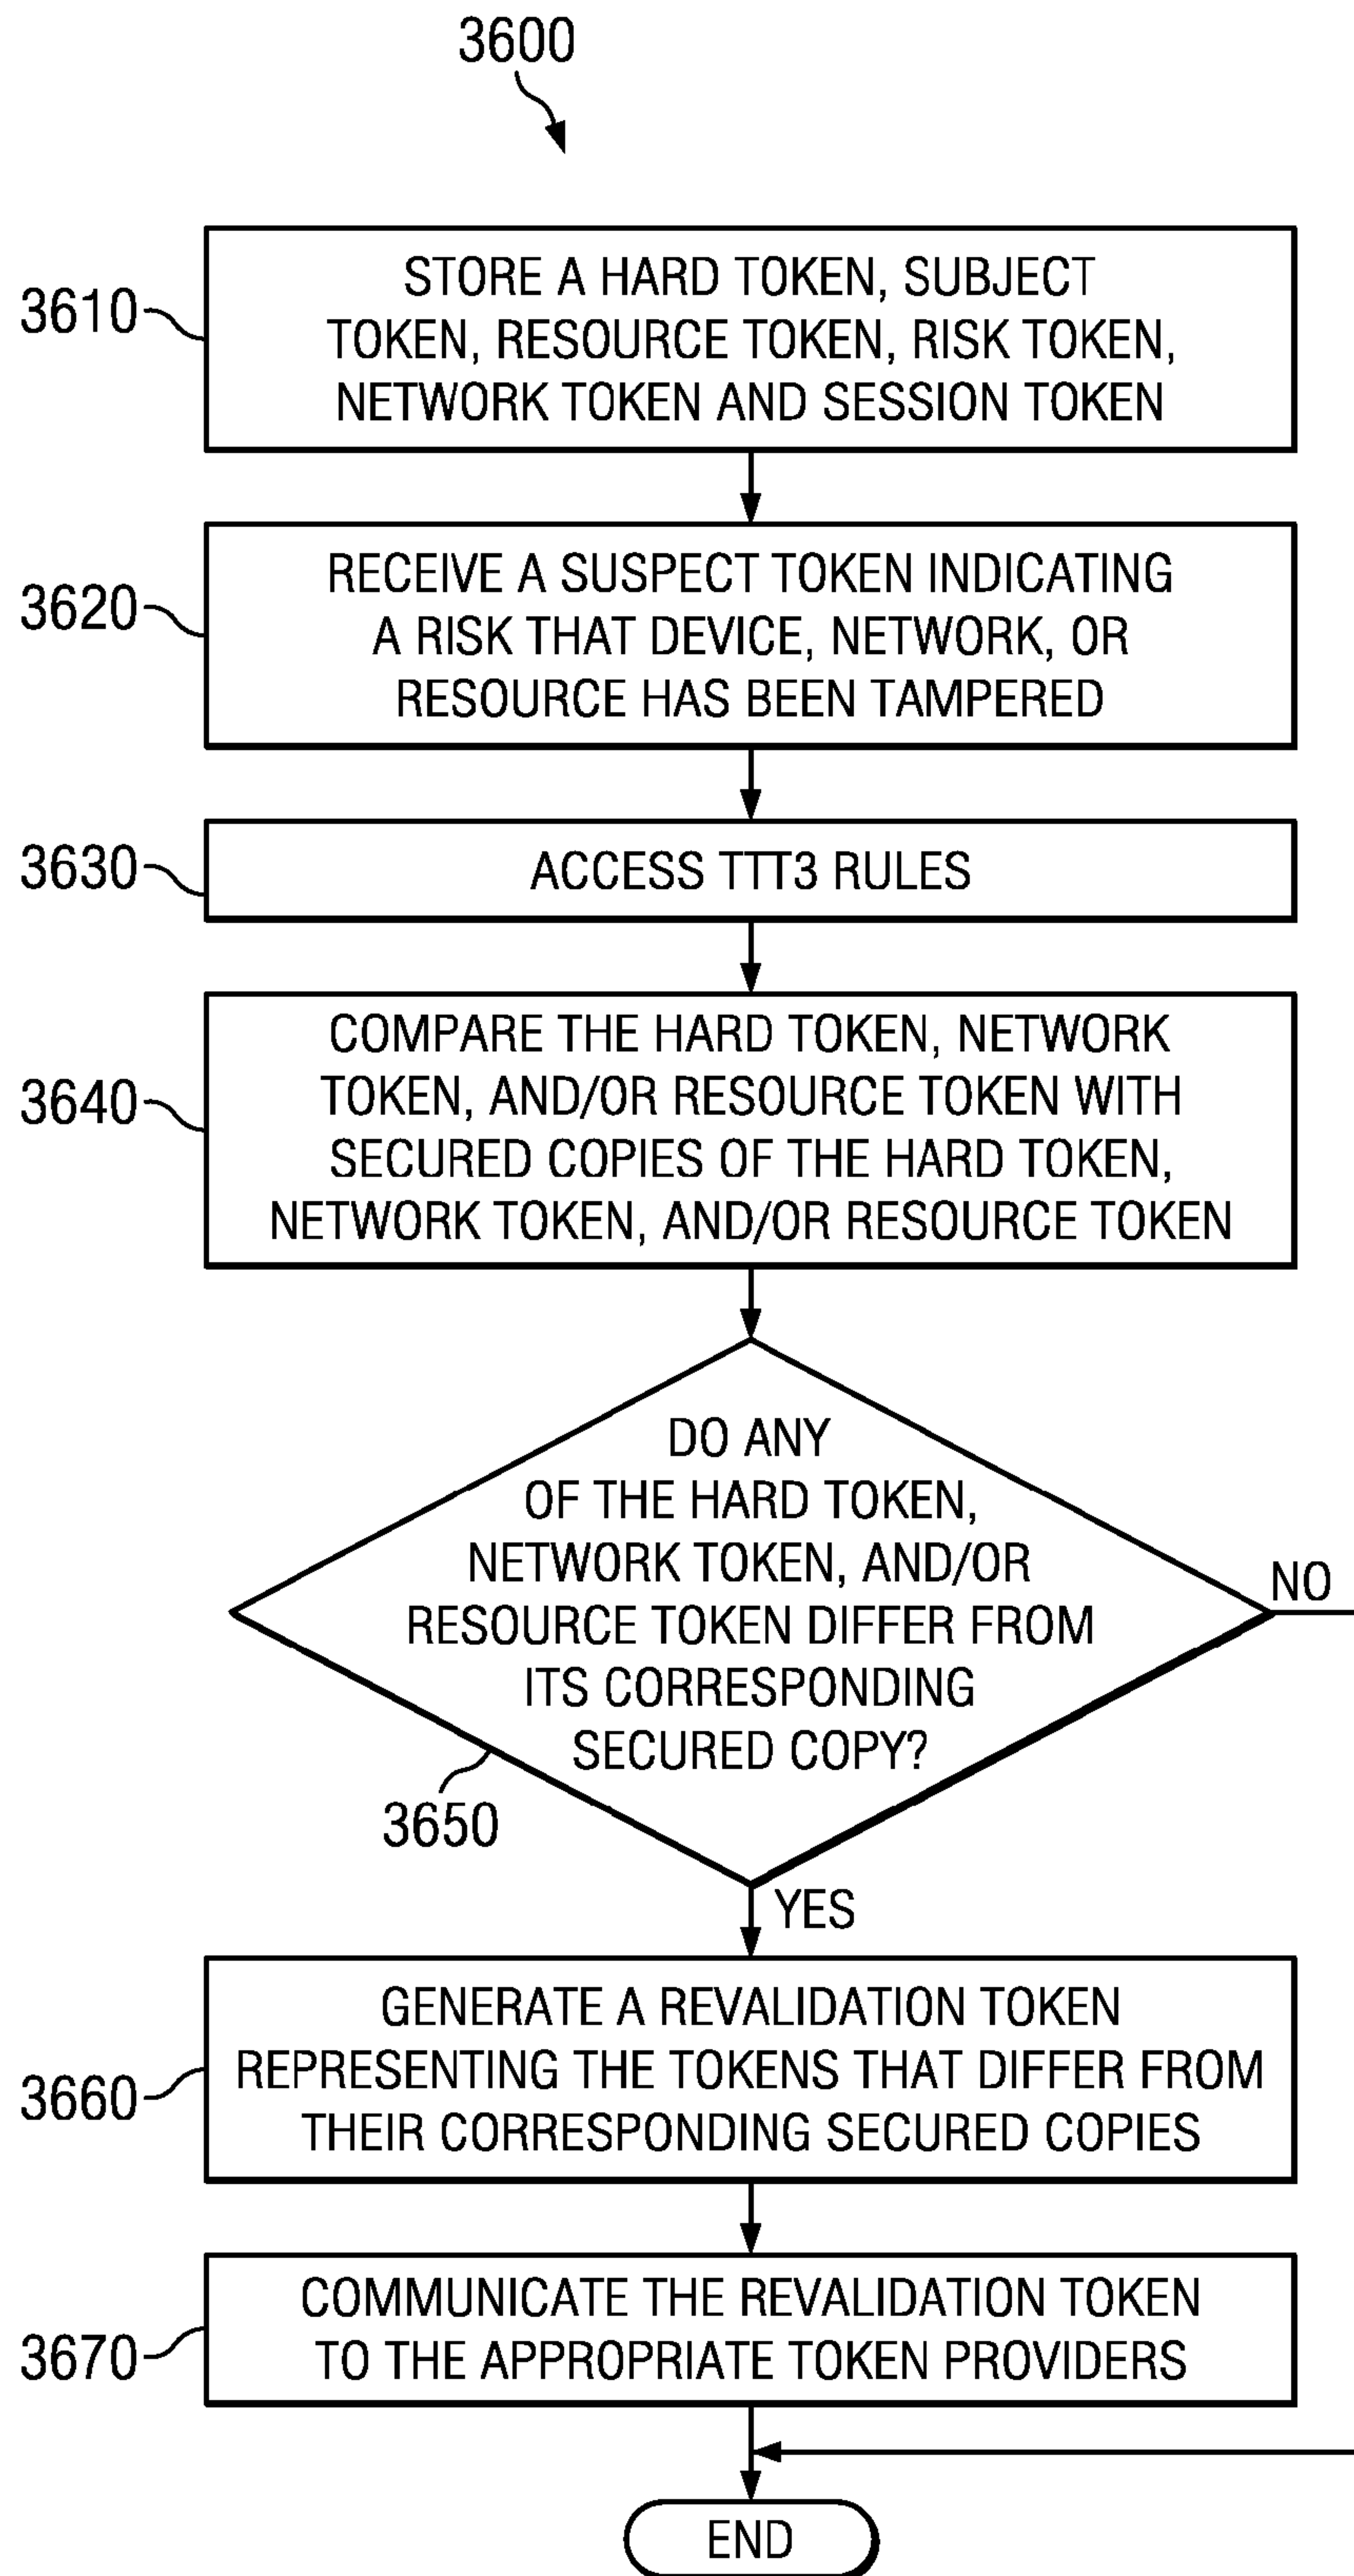 3600
3610
STORE A HARD TOKEN, SUBJECT
TOKEN, RESOURCE TOKEN, RISK TOKEN,
NETWORK TOKEN AND SESSION TOKEN
3620
RECEIVE A SUSPECT TOKEN INDICATING
A RISK THAT DEVICE, NETWORK, OR
RESOURCE HAS BEEN TAMPERED
3630
ACCESS TTT3 RULES
3640
COMPARE THE HARD TOKEN, NETWORK
TOKEN, AND/OR RESOURCE TOKEN WITH
SECURED COPIES OF THE HARD TOKEN,
NETWORK TOKEN, AND/OR RESOURCE TOKEN
DO ANY
OF THE HARD TOKEN,
NETWORK TOKEN, AND/OR
RESOURCE TOKEN DIFFER FROM
ITS CORRESPONDING
SECURED COPY?
NO
3650
YES
3660
GENERATE A REVALIDATION TOKEN
REPRESENTING THE TOKENS THAT DIFFER FROM
THEIR CORRESPONDING SECURED COPIES
3670
COMMUNICATE THE REVALIDATION TOKEN
TO THE APPROPRIATE TOKEN PROVIDERS
END